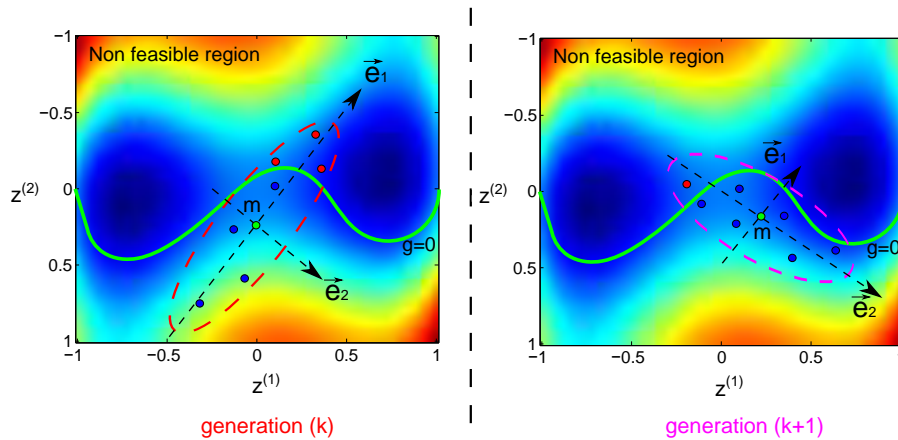 Non feasible region
e₁
m
e₂
g=0
−1
−0.5
0
0.5
1
z⁽²⁾
−1
−0.5
0
0.5
1
z⁽¹⁾
generation (k)
Non feasible region
e₁
m
e₂
g=0
−1
−0.5
0
0.5
1
z⁽²⁾
−1
−0.5
0
0.5
z⁽¹⁾
generation (k+1)